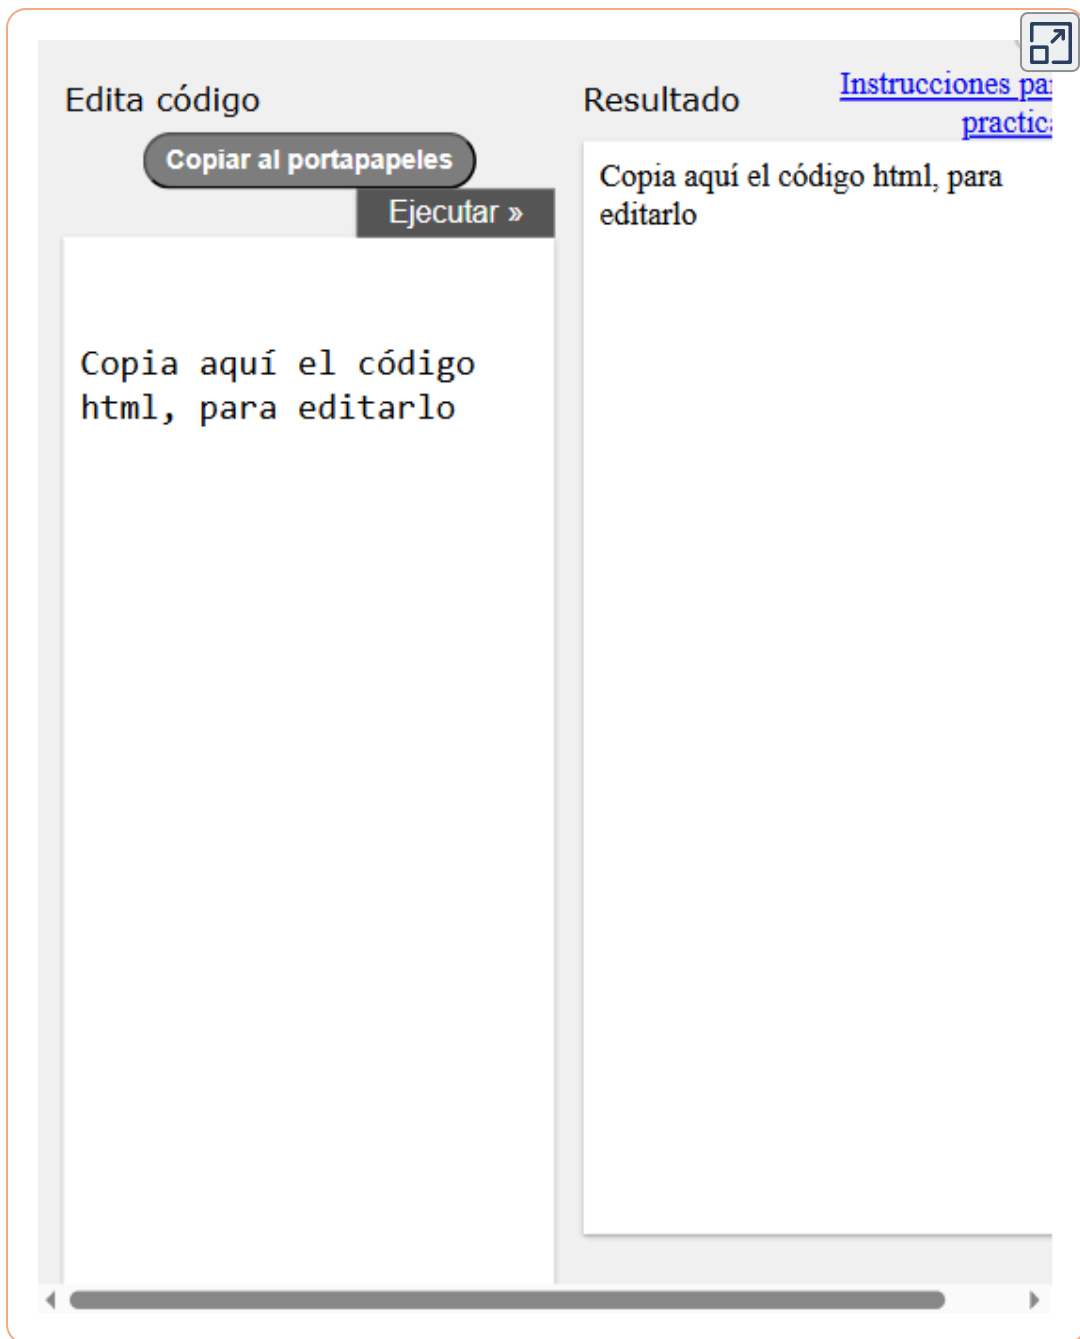 Edita código
Copiar al portapapeles
Ejecutar »
Copia aquí el código
html, para editarlo
Resultado
Instrucciones
Copia aquí el código html, para
editarlo